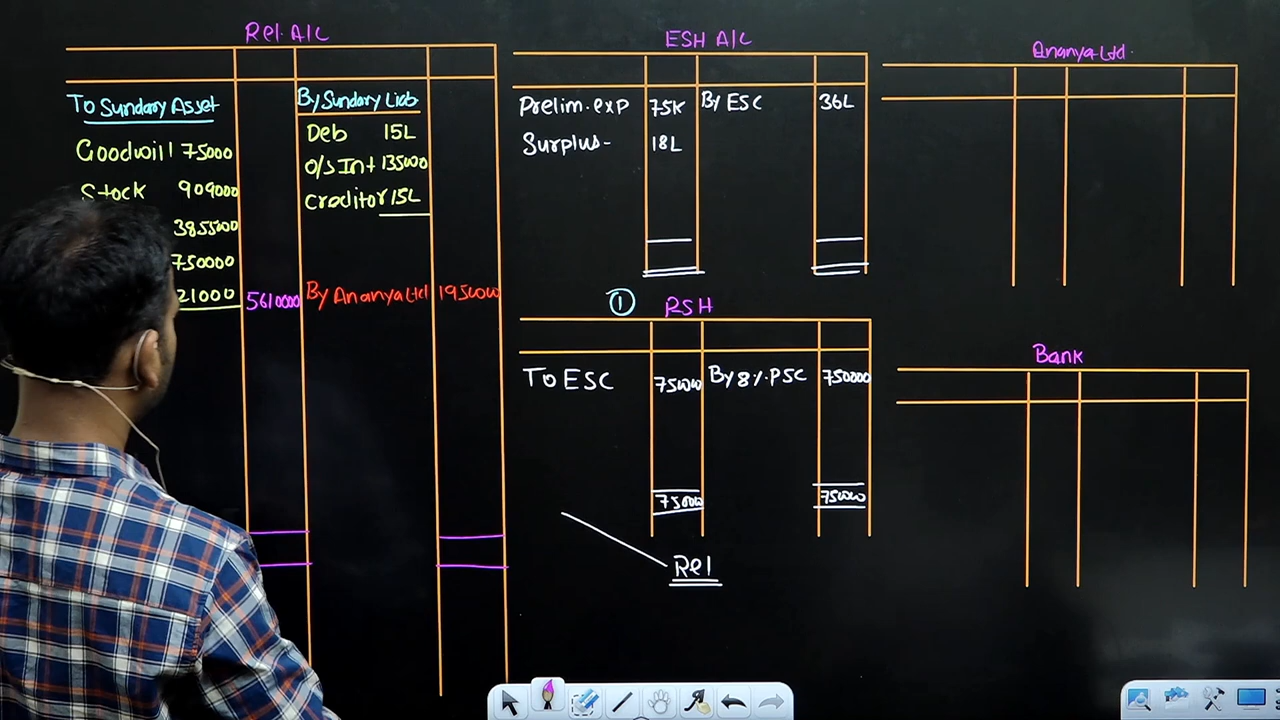 Rel. A/C
To Sundary Asset
Goodwill 75000
Stock 909000
3855000
750000
21000
5610000
By Sundary Liab
Deb 15L
O/S Int 135000
Creditor 15L
By Ananya Ltd 1950000
ESH A/C
Prelim. exp 75K By ESC 36L
Surplus- 18L
① PSH
To ESC 750000 By 8% PSC 750000
750000 750000
Rel
Ananya Ltd.
Bank